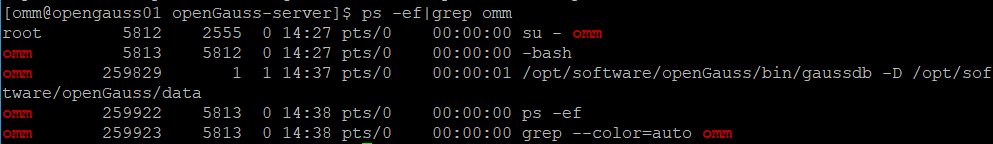 [omm@opengauss01 openGauss-server]$ ps -ef|grep omm
root        5812    2555  0 14:27 pts/0    00:00:00 su - omm
omm         5813    5812  0 14:27 pts/0    00:00:00 -bash
omm       259829       1  1 14:37 pts/0    00:00:01 /opt/software/openGauss/bin/gaussdb -D /opt/sof
tware/openGauss/data
omm       259922    5813  0 14:38 pts/0    00:00:00 ps -ef
omm       259923    5813  0 14:38 pts/0    00:00:00 grep --color=auto omm